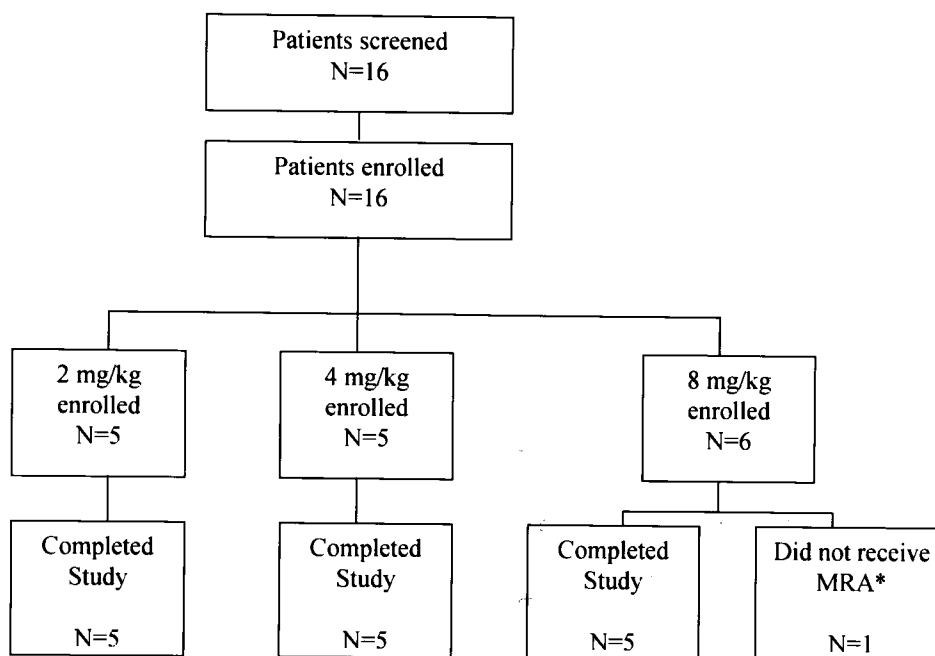 Patients screened
N=16
Patients enrolled
N=16
2 mg/kg
enrolled
N=5
4 mg/kg
enrolled
N=5
8 mg/kg
enrolled
N=6
Completed
Study
N=5
Completed
Study
N=5
Completed
Study
N=5
Did not receive
MRA*
N=1